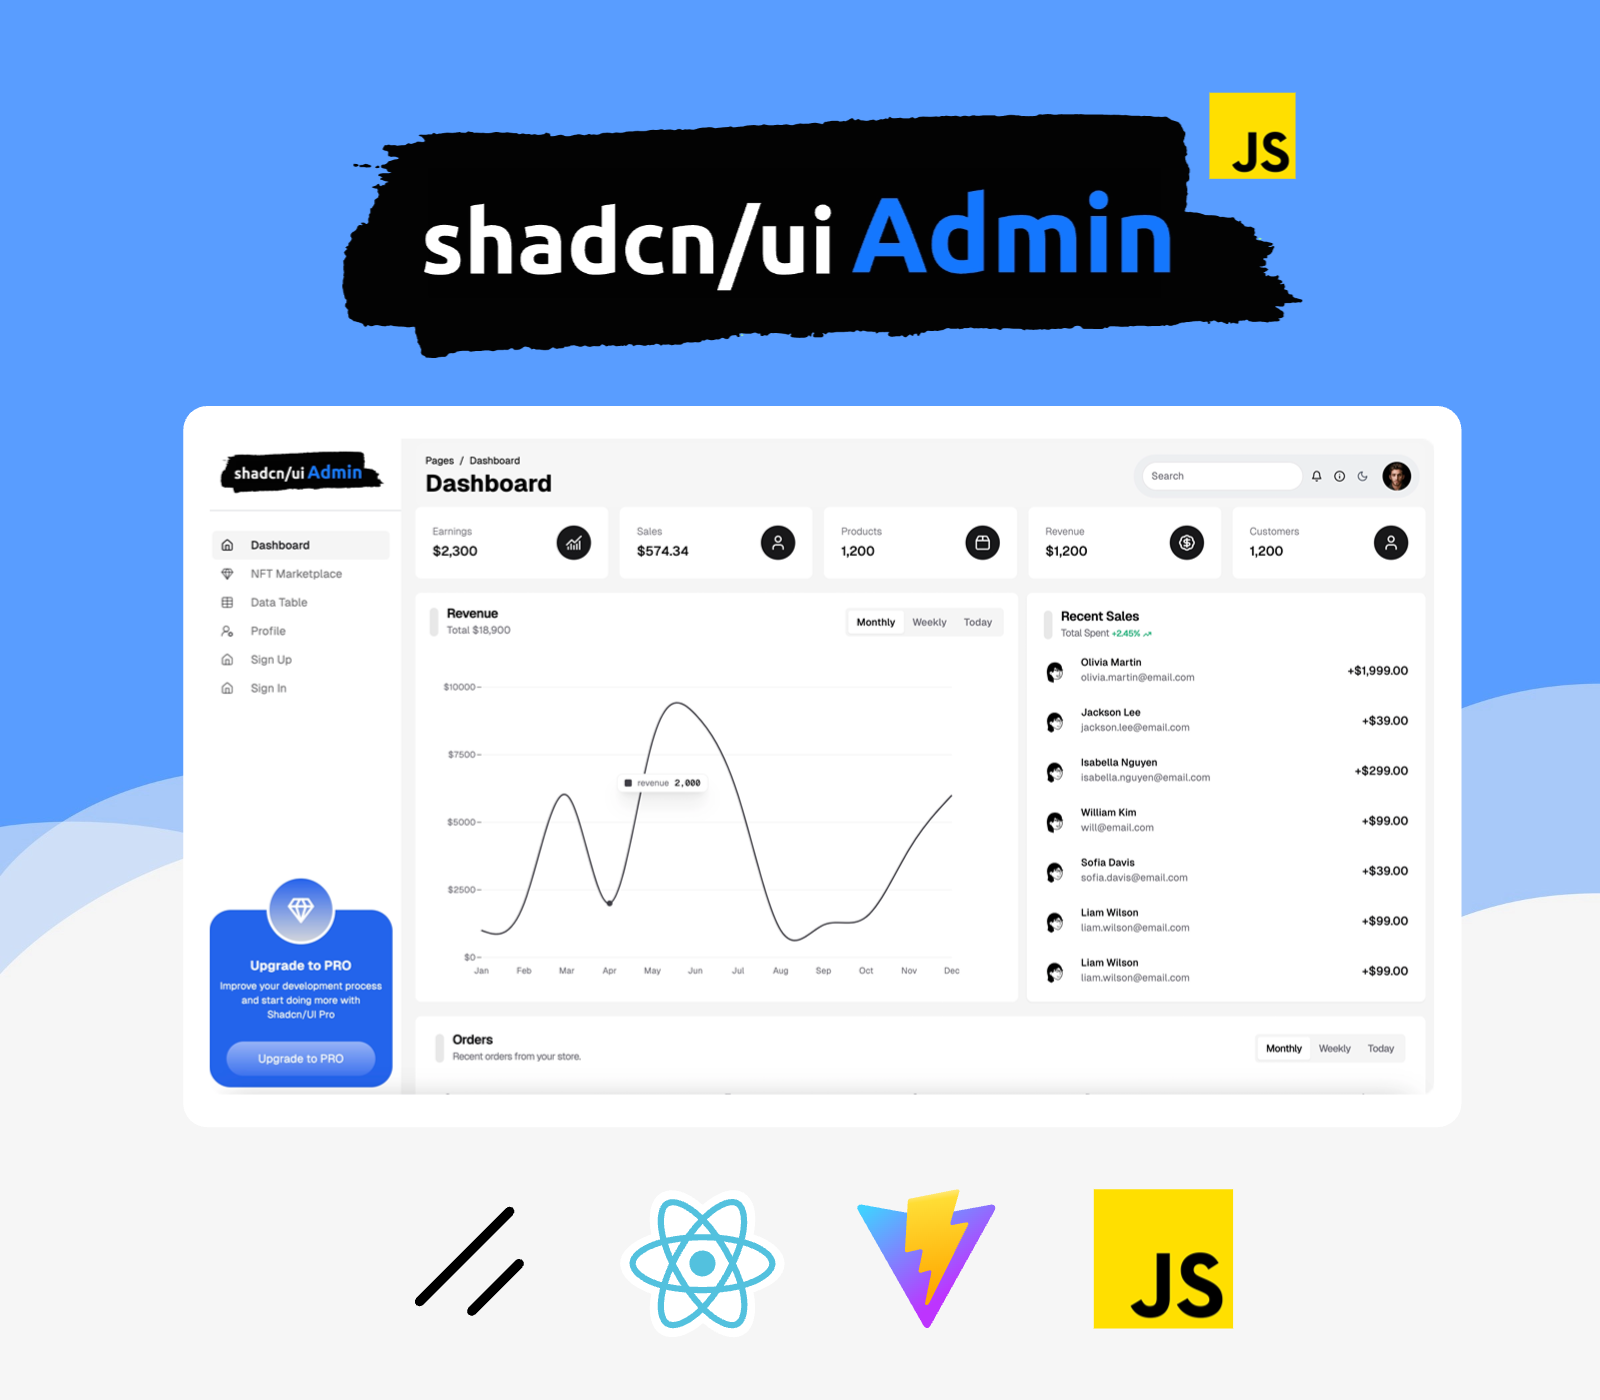 JS
shadcn/ui Admin
shadcn/ui Admin
Pages / Dashboard
Dashboard
Search
Dashboard
NFT Marketplace
Data Table
Profile
Sign Up
Sign In
Earnings
$2,300
Sales
$574.34
Products
1,200
Revenue
$1,200
Customers
1,200
Revenue
Total $18,900
Monthly Weekly Today
$10000
$7500
$5000
$2500
$0
revenue 2,000
Jan Feb Mar Apr May Jun Jul Aug Sep Oct Nov Dec
Recent Sales
Total Spent +2.45%
Olivia Martin
olivia.martin@email.com
+$1,999.00
Jackson Lee
jackson.lee@email.com
+$39.00
Isabella Nguyen
isabella.nguyen@email.com
+$299.00
William Kim
will@email.com
+$99.00
Sofia Davis
sofia.davis@email.com
+$39.00
Liam Wilson
liam.wilson@email.com
+$99.00
Liam Wilson
liam.wilson@email.com
+$99.00
Upgrade to PRO
Improve your development process
and start doing more with
Shadcn/UI Pro
Upgrade to PRO
Orders
Recent orders from your store.
Monthly Weekly Today
JS